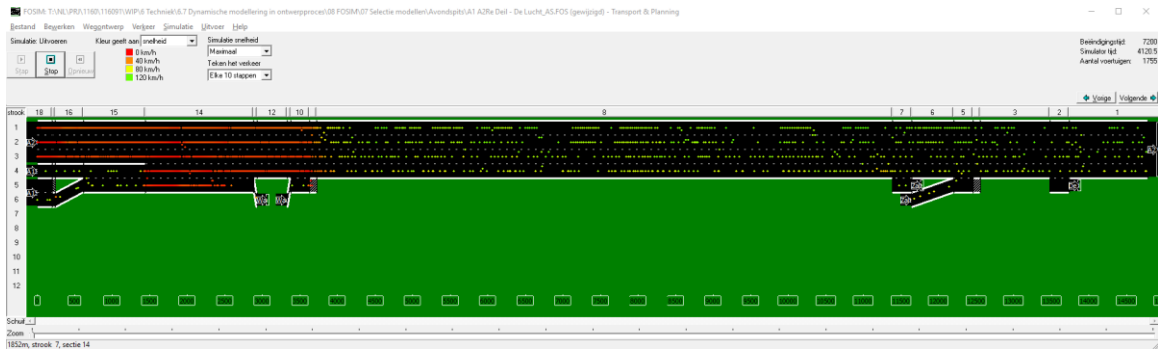 FOSIM: T:\NL\PRJ\1160\116091\WIP\6 Techniek\6.7 Dynamische modellering in ontwerpproces\08 FOSIM\07 Selectie modellen\Avondspits\A1 A2Re Deil - De Lucht_AS.FOS (gewijzigd) - Transport & Planning
Bestand Bewerken Wegontwerp Verkeer Simulatie Uitvoer Help
Simulatie: Uitvoeren Kleur geeft aan snelheid Simulatie snelheid Beëindigingstijd: 7200
0 km/h Maximaal Simulator tijd: 4120.5
40 km/h Teken het verkeer Aantal voertuigen: 1755
80 km/h
Stap Stop Opnieuw 120 km/h Elke 10 stappen
Vorige Volgende
strook 18 16 15 14 12 10 9 7 6 5 3 2 1
1
2
3
4
5
6
7
8
9
10
11
12
Schuif
Zoom
1852m, strook 7, sectie 14